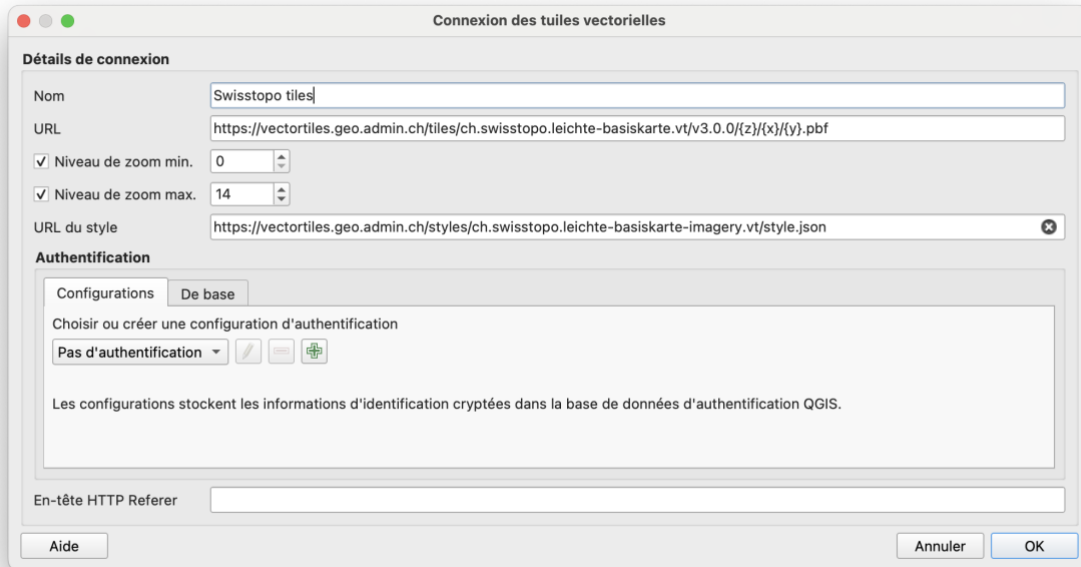 Connexion des tuiles vectorielles
Détails de connexion
Nom Swisstopo tiles
URL https://vectortiles.geo.admin.ch/tiles/ch.swisstopo.leichte-basiskarte.vt/v3.0.0/{z}/{x}/{y}.pbf
Niveau de zoom min. 0
Niveau de zoom max. 14
URL du style https://vectortiles.geo.admin.ch/styles/ch.swisstopo.leichte-basiskarte-imagery.vt/style.json
Authentification
Configurations De base
Choisir ou créer une configuration d'authentification
Pas d'authentification
Les configurations stockent les informations d'identification cryptées dans la base de données d'authentification QGIS.
En-tête HTTP Referer
Aide Annuler OK